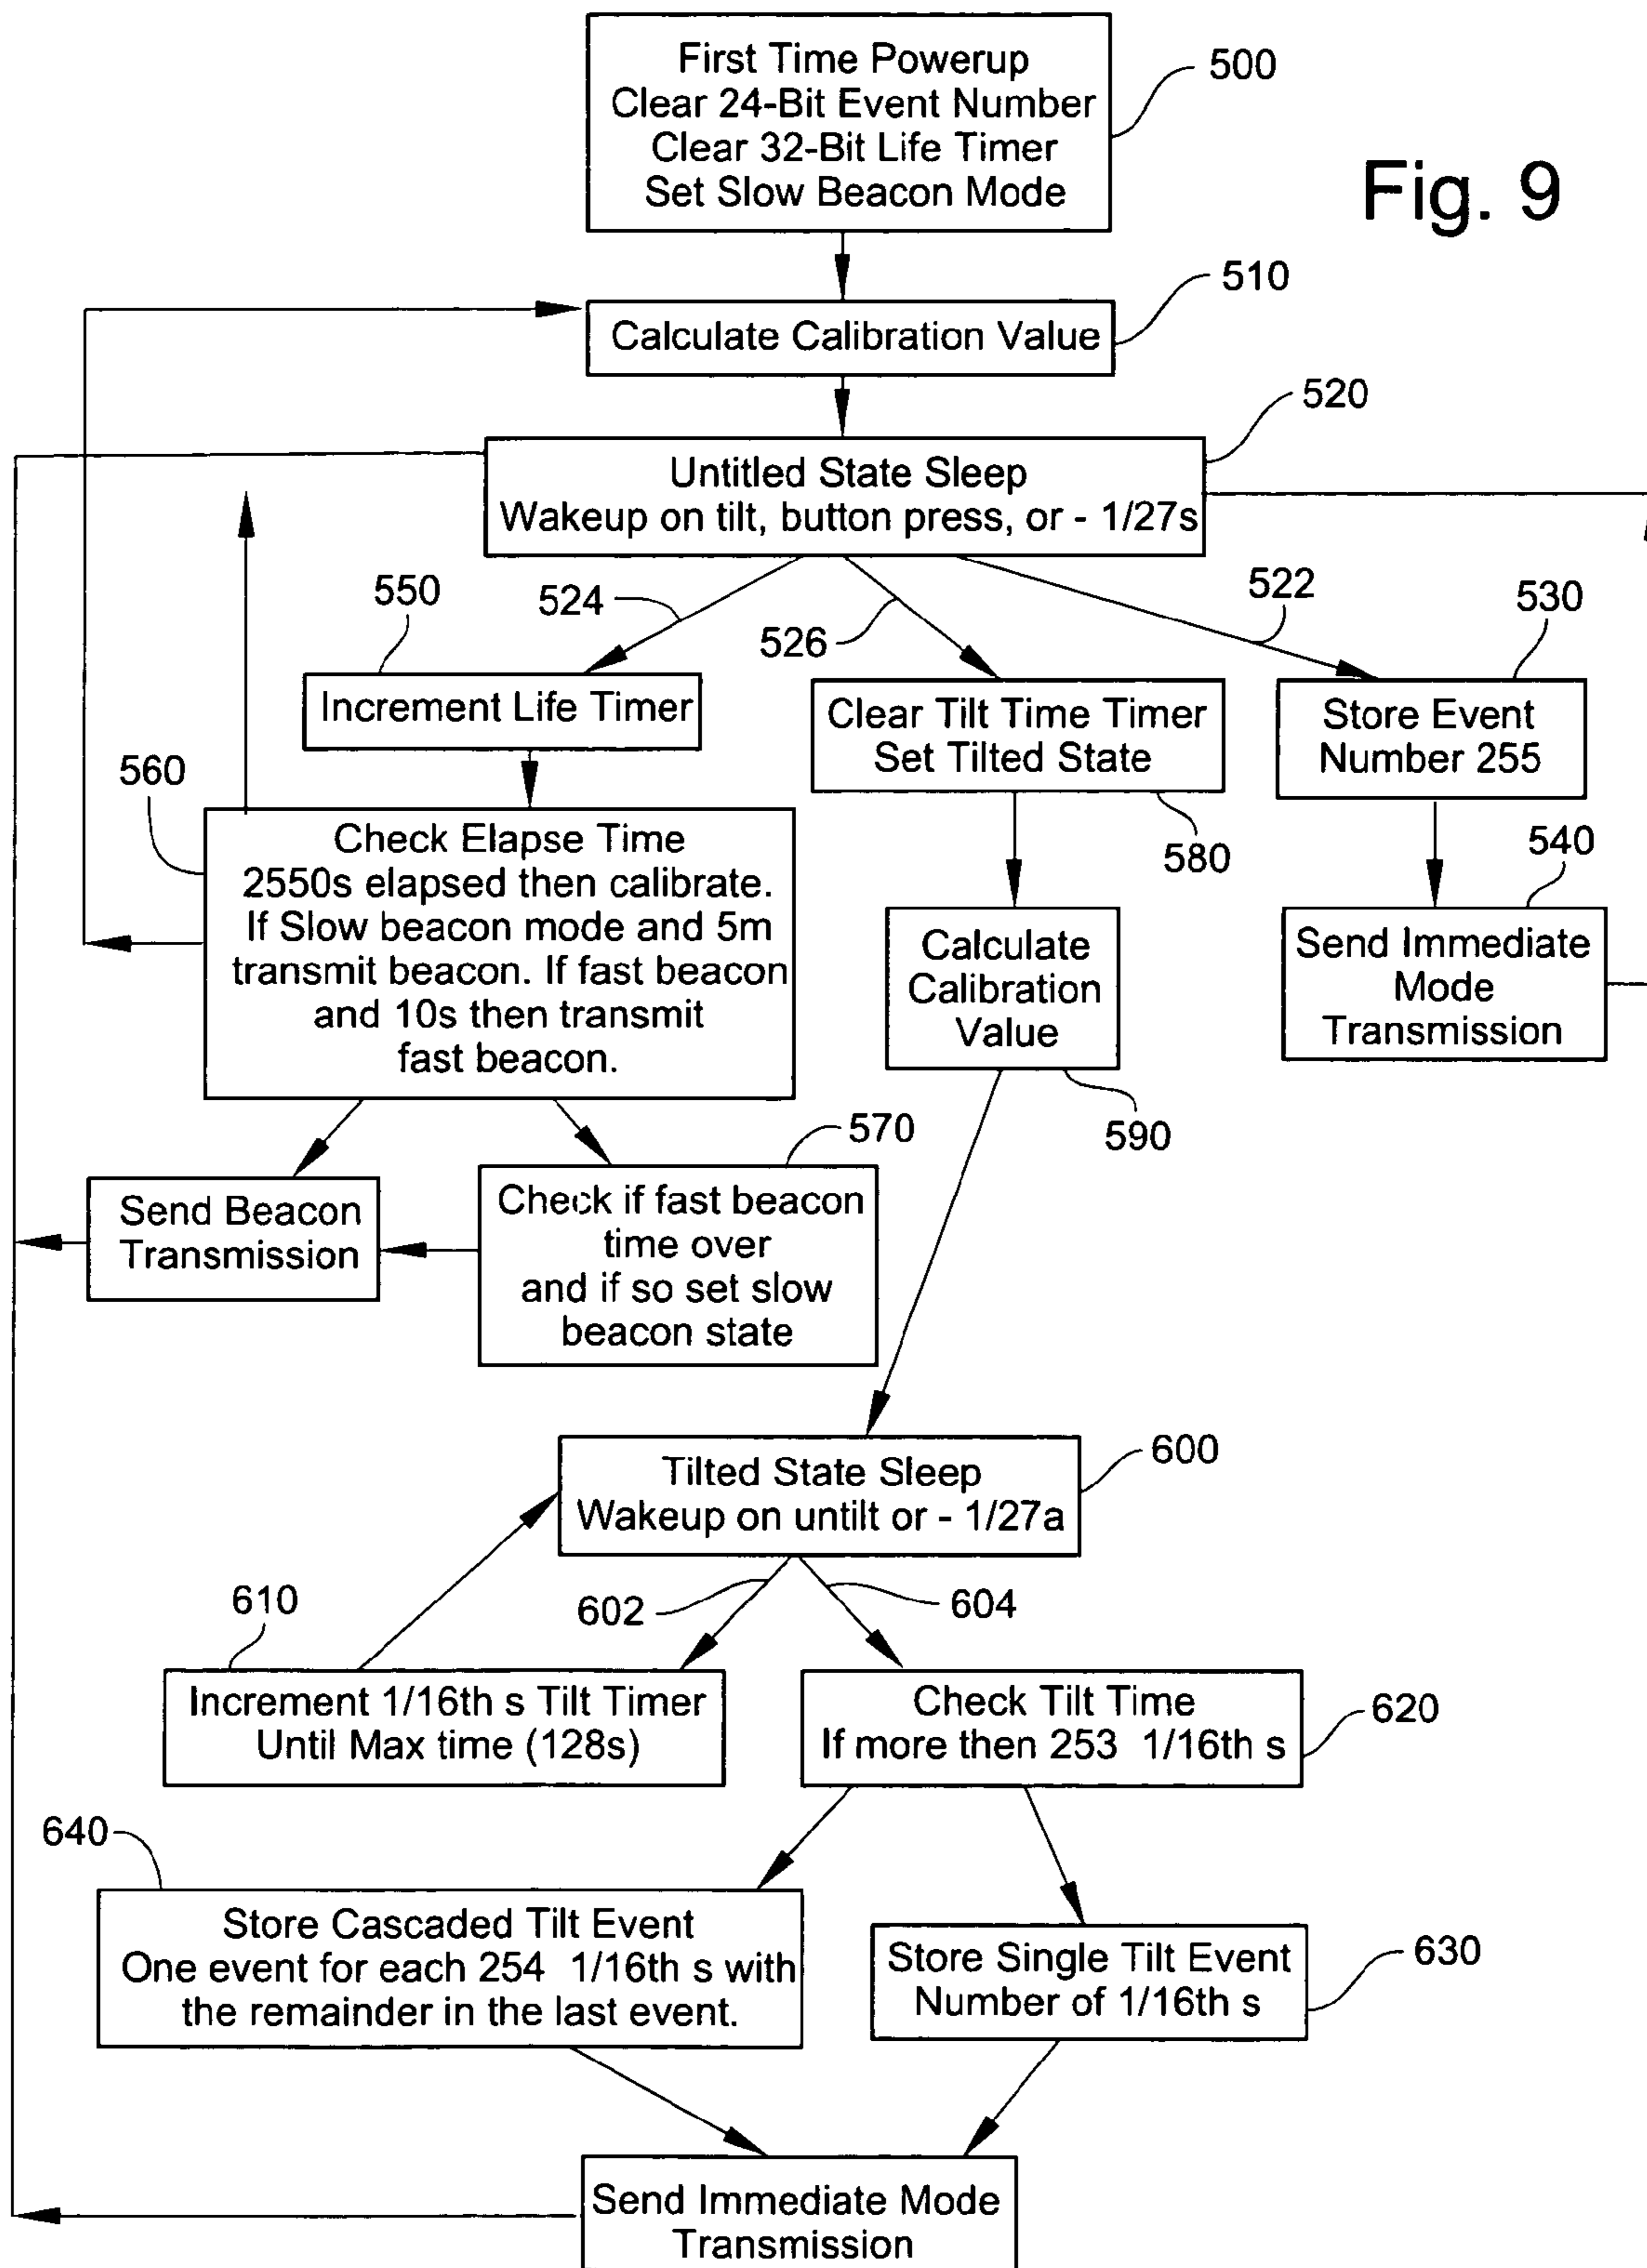 First Time Powerup
Clear 24-Bit Event Number
Clear 32-Bit Life Timer
Set Slow Beacon Mode
500
Fig. 9
510
Calculate Calibration Value
520
Untitled State Sleep
Wakeup on tilt, button press, or - 1/27s
550
524
526
522
530
Increment Life Timer
Clear Tilt Time Timer
Set Tilted State
Store Event
Number 255
560
580
540
Check Elapse Time
2550s elapsed then calibrate.
If Slow beacon mode and 5m
transmit beacon. If fast beacon
and 10s then transmit
fast beacon.
Calculate
Calibration
Value
Send Immediate
Mode
Transmission
570
590
Send Beacon
Transmission
Check if fast beacon
time over
and if so set slow
beacon state
600
Tilted State Sleep
Wakeup on untilt or - 1/27a
610
602
604
Increment 1/16th s Tilt Timer
Until Max time (128s)
Check Tilt Time
If more then 253 1/16th s
620
640
Store Cascaded Tilt Event
One event for each 254 1/16th s with
the remainder in the last event.
Store Single Tilt Event
Number of 1/16th s
630
Send Immediate Mode
Transmission